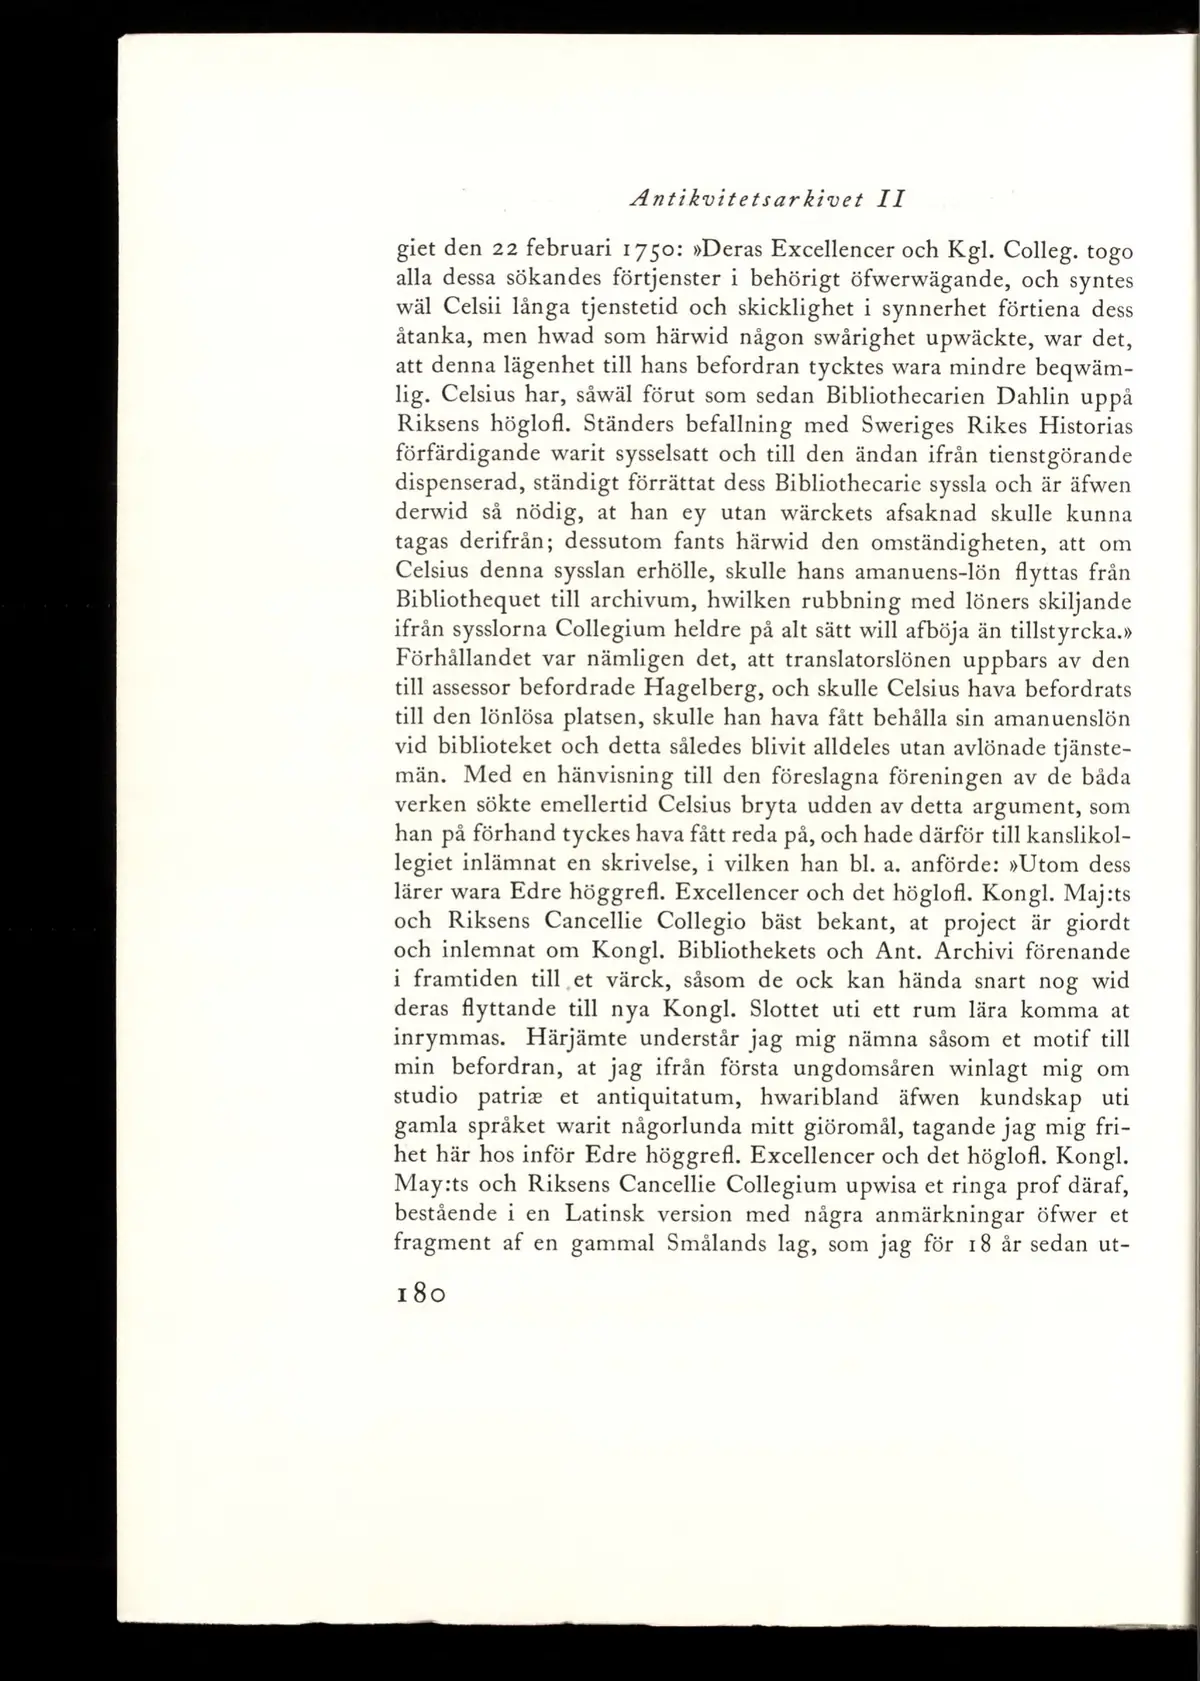 Antikvitetsarkivet II
giet den 22 februari 1750: »Deras Excellencer och Kgl. Colleg. togo
alla dessa sökandes förtjenster i behörigt öfwerwägande, och syntes
wäl Celsii långa tjenstetid och skicklighet i synnerhet förtiena dess
åtanka, men hwad som härwid någon swårighet upwäckte, war det,
att denna lägenhet till hans befordran tycktes wara mindre beqwäm-
lig. Celsius har, såwäl förut som sedan Bibliothecarien Dahlin uppå
Riksens höglofl. Ständers befallning med Sweriges Rikes Historias
förfärdigande warit sysselsatt och till den ändan ifrån tienstgörande
dispenserad, ständigt förrättat dess Bibliothecarie syssla och är äfwen
derwid så nödig, at han ey utan wärckets afsaknad skulle kunna
tagas derifrån; dessutom fants härwid den omständigheten, att om
Celsius denna sysslan erhölle, skulle hans amanuens-lön flyttas från
Bibliothequet till archivum, hwilken rubbning med löners skiljande
ifrån sysslorna Collegium heldre på alt sätt will afböja än tillstyrcka.»
Förhållandet var nämligen det, att translatorslönen uppbars av den
till assessor befordrade Hagelberg, och skulle Celsius hava befordrats
till den lönlösa platsen, skulle han hava fått behålla sin amanuenslön
vid biblioteket och detta således blivit alldeles utan avlönade tjänste-
män. Med en hänvisning till den föreslagna föreningen av de båda
verken sökte emellertid Celsius bryta udden av detta argument, som
han på förhand tyckes hava fått reda på, och hade därför till kanslikol-
legiet inlämnat en skrivelse, i vilken han bl. a. anförde: »Utom dess
lärer wara Edre höggrefl. Excellencer och det höglofl. Kongl. Maj:ts
och Riksens Cancellie Collegio bäst bekant, at project är giordt
och inlemnat om Kongl. Bibliothekets och Ant. Archivi förenande
i framtiden till et värck, såsom de ock kan hända snart nog wid
deras flyttande till nya Kongl. Slottet uti ett rum lära komma at
inrymmas. Härjämte understår jag mig nämna såsom et motif till
min befordran, at jag ifrån första ungdomsåren winlagt mig om
studio patriæ et antiquitatum, hwaribland äfwen kundskap uti
gamla språket warit någorlunda mitt giöromål, tagande jag mig fri-
het här hos inför Edre höggrefl. Excellencer och det höglofl. Kongl.
May:ts och Riksens Cancellie Collegium upwisa et ringa prof däraf,
bestående i en Latinsk version med några anmärkningar öfwer et
fragment af en gammal Smålands lag, som jag för 18 år sedan ut-
180